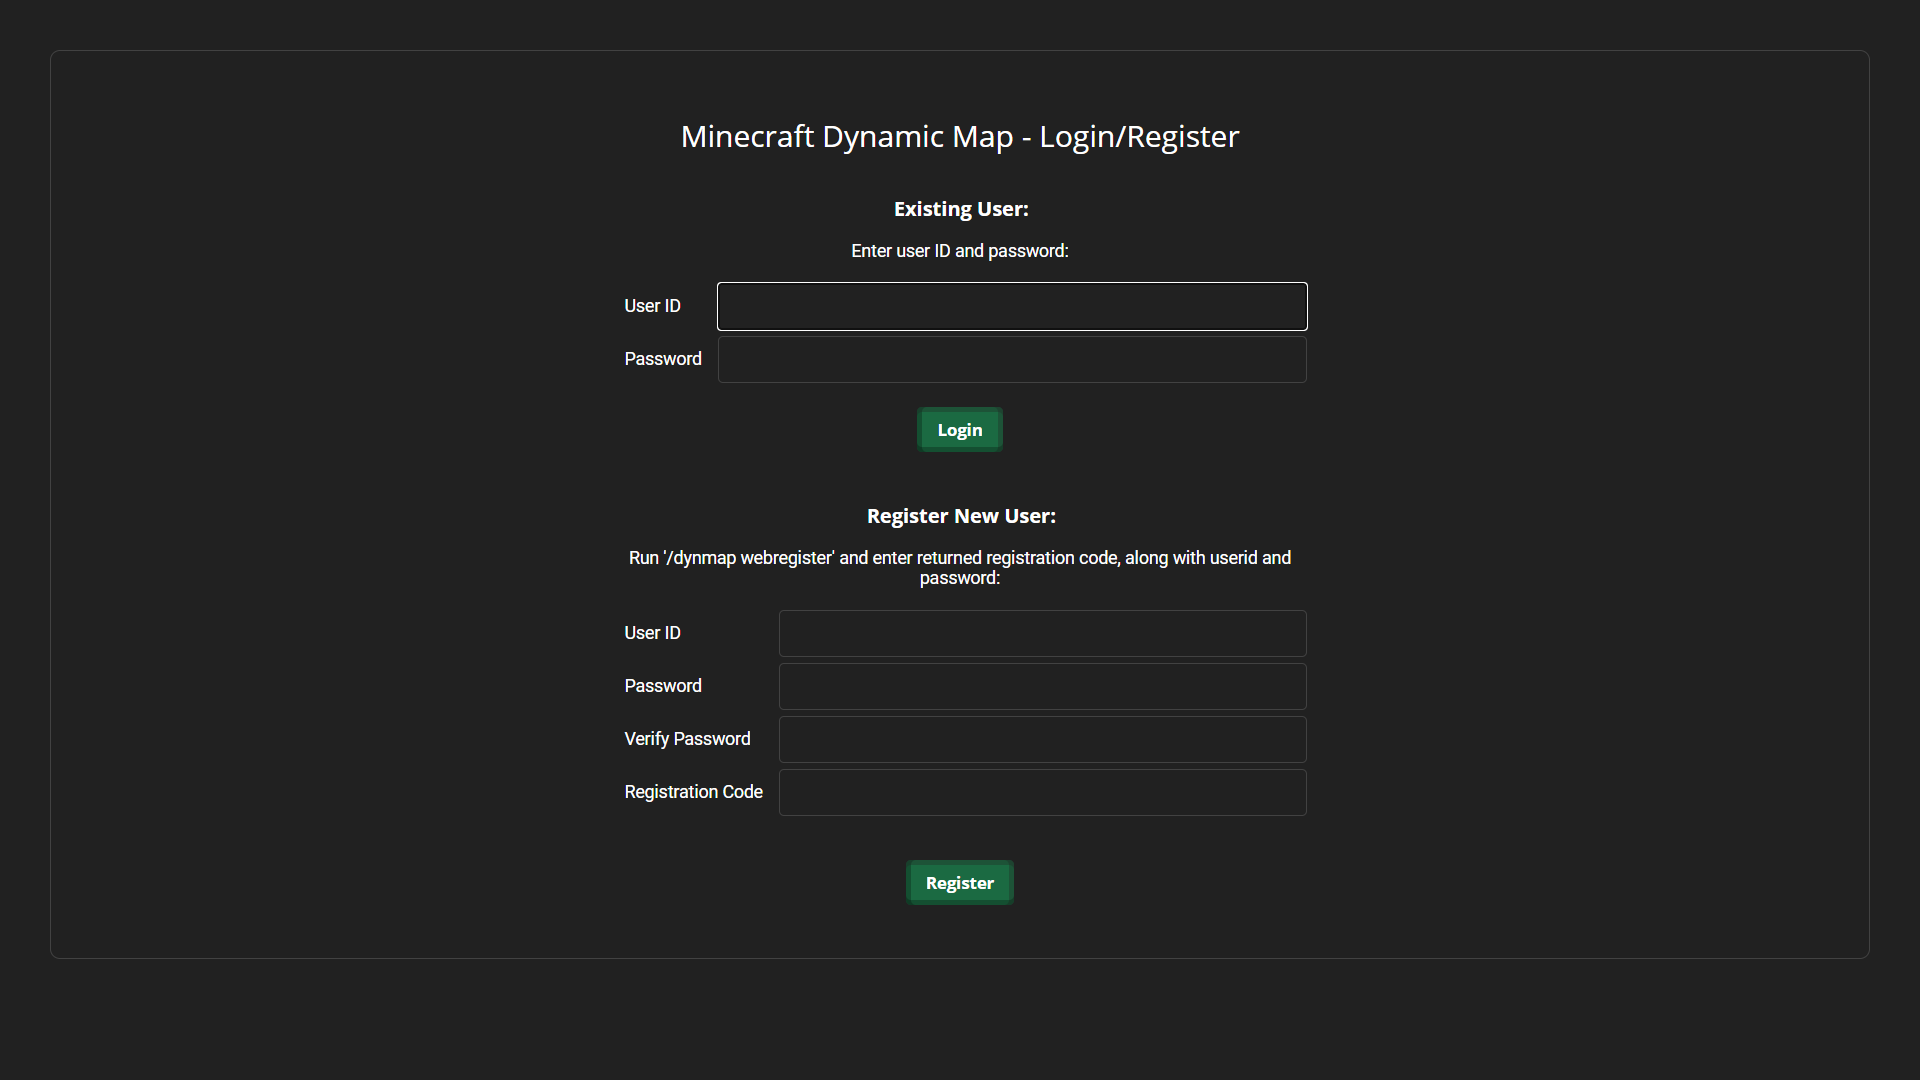 Minecraft Dynamic Map - Login/Register
Existing User:
Enter user ID and password:
User ID
Password
Login
Register New User:
Run '/dynmap webregister' and enter returned registration code, along with userid and
password:
User ID
Password
Verify Password
Registration Code
Register